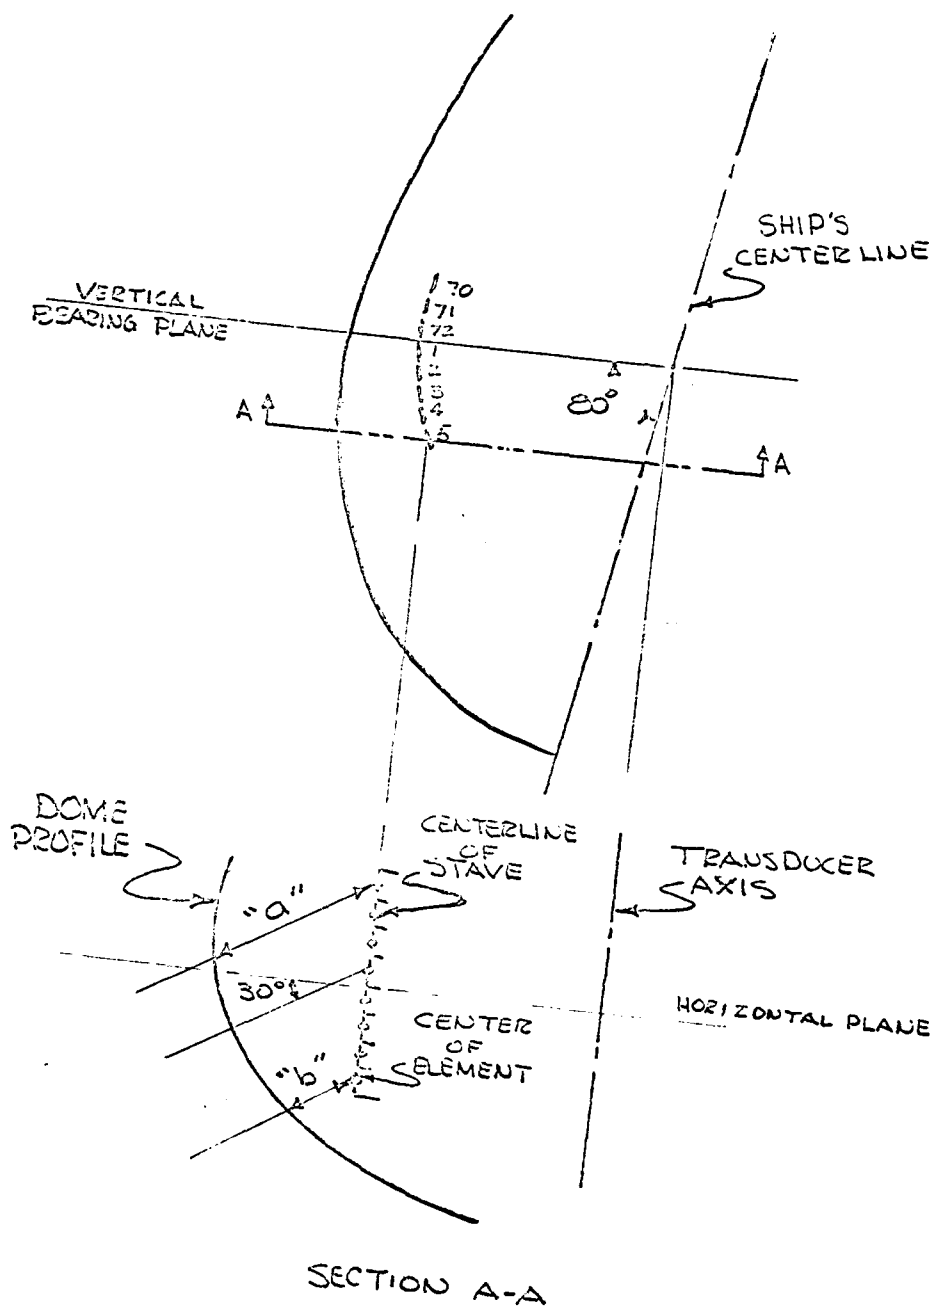 SHIP'S
CENTERLINE
VERTICAL
BEARING PLANE
70
71
72
1
2
3
4
5
80°
A
A
DOME
PROFILE
"a"
CENTERLINE
OF
STAVE
TRANSDUCER
AXIS
30°
HORIZONTAL PLANE
CENTER
OF
ELEMENT
"b"
SECTION A-A